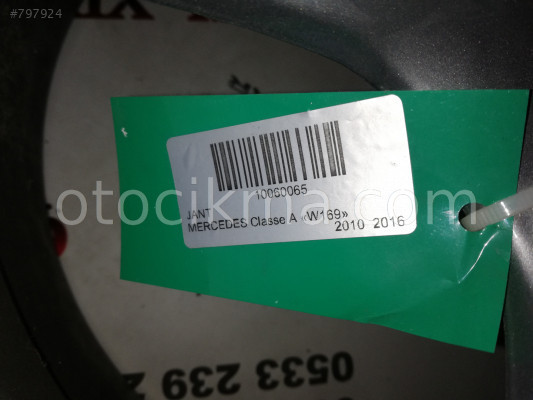 #797924
10060065
JANT
MERCEDES Classe A «W169»
2010 2016
otocikma.com
0533 239